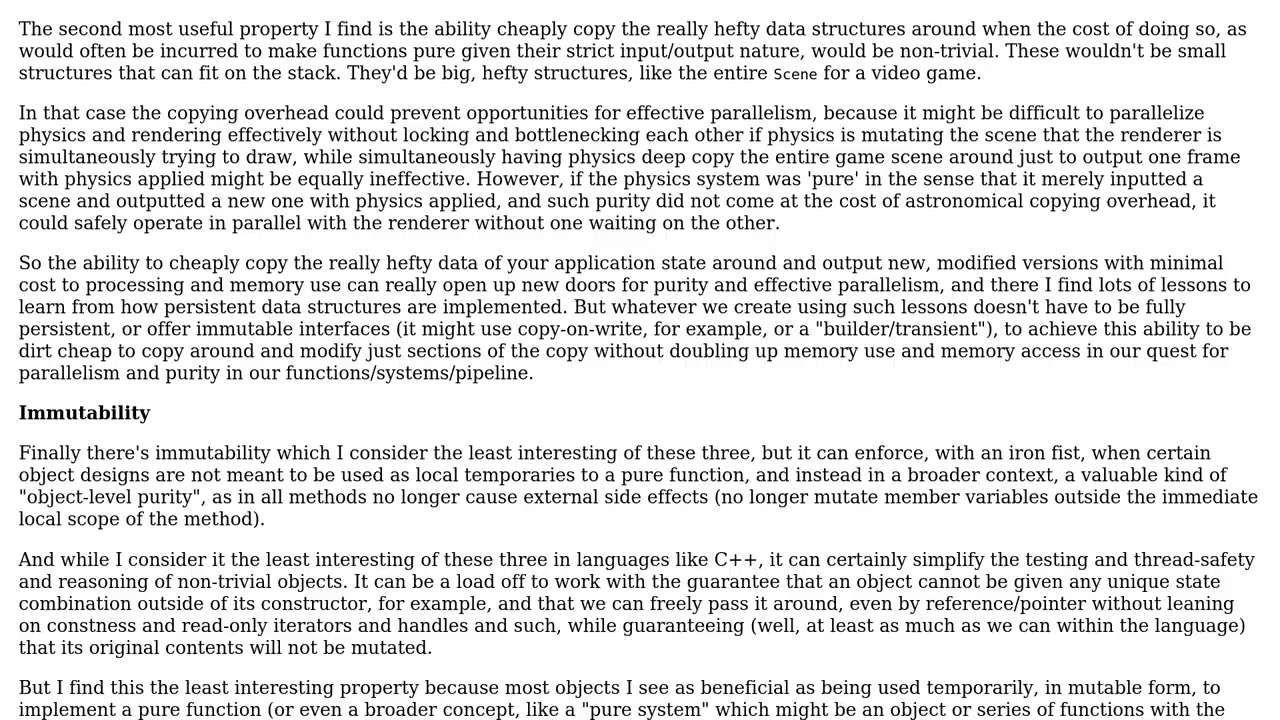 The second most useful property I find is the ability cheaply copy the really hefty data structures around when the cost of doing so, as
would often be incurred to make functions pure given their strict input/output nature, would be non-trivial. These wouldn't be small
structures that can fit on the stack. They'd be big, hefty structures, like the entire Scene for a video game.
In that case the copying overhead could prevent opportunities for effective parallelism, because it might be difficult to parallelize
physics and rendering effectively without locking and bottlenecking each other if physics is mutating the scene that the renderer is
simultaneously trying to draw, while simultaneously having physics deep copy the entire game scene around just to output one frame
with physics applied might be equally ineffective. However, if the physics system was 'pure' in the sense that it merely inputted a
scene and outputted a new one with physics applied, and such purity did not come at the cost of astronomical copying overhead, it
could safely operate in parallel with the renderer without one waiting on the other.
So the ability to cheaply copy the really hefty data of your application state around and output new, modified versions with minimal
cost to processing and memory use can really open up new doors for purity and effective parallelism, and there I find lots of lessons to
learn from how persistent data structures are implemented. But whatever we create using such lessons doesn't have to be fully
persistent, or offer immutable interfaces (it might use copy-on-write, for example, or a "builder/transient"), to achieve this ability to be
dirt cheap to copy around and modify just sections of the copy without doubling up memory use and memory access in our quest for
parallelism and purity in our functions/systems/pipeline.
Immutability
Finally there's immutability which I consider the least interesting of these three, but it can enforce, with an iron fist, when certain
object designs are not meant to be used as local temporaries to a pure function, and instead in a broader context, a valuable kind of
"object-level purity", as in all methods no longer cause external side effects (no longer mutate member variables outside the immediate
local scope of the method).
And while I consider it the least interesting of these three in languages like C++, it can certainly simplify the testing and thread-safety
and reasoning of non-trivial objects. It can be a load off to work with the guarantee that an object cannot be given any unique state
combination outside of its constructor, for example, and that we can freely pass it around, even by reference/pointer without leaning
on constness and read-only iterators and handles and such, while guaranteeing (well, at least as much as we can within the language)
that its original contents will not be mutated.
But I find this the least interesting property because most objects I see as beneficial as being used temporarily, in mutable form, to
implement a pure function (or even a broader concept, like a "pure system" which might be an object or series of functions with the